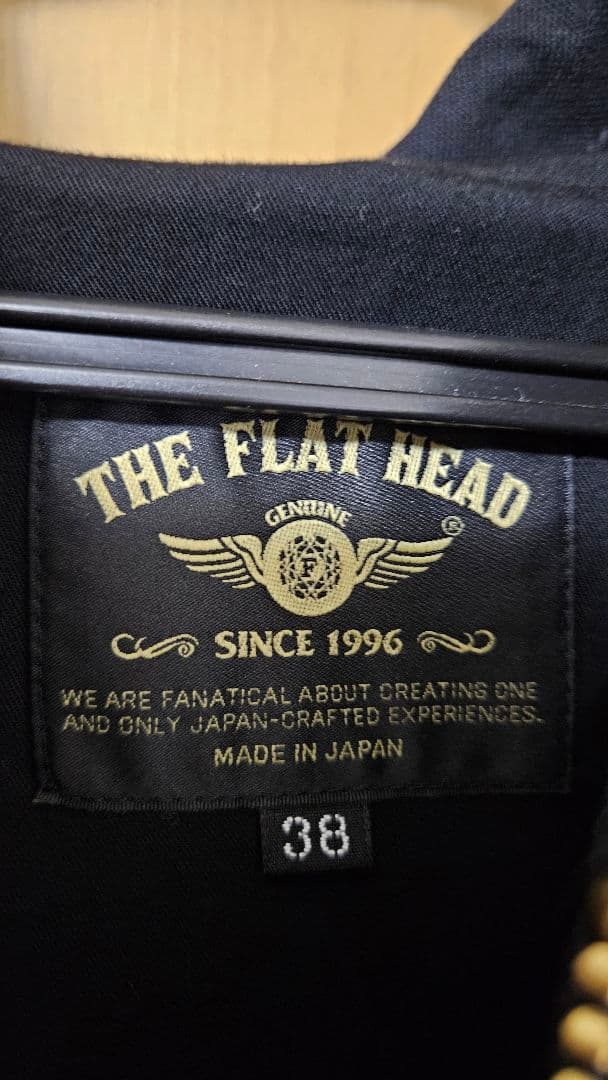 THE FLAT HEAD
GENUINE
®
F
SINCE 1996
WE ARE FANATICAL ABOUT CREATING ONE
AND ONLY JAPAN-CRAFTED EXPERIENCES.
MADE IN JAPAN
38